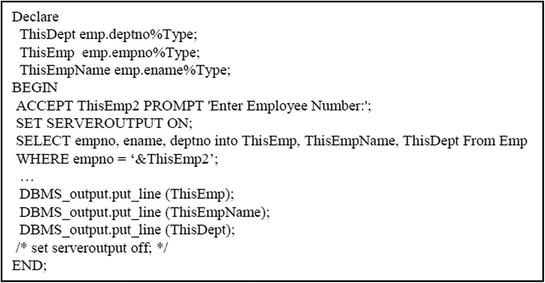 Declare
ThisDept emp.deptno%Type;
ThisEmp emp.empno%Type;
ThisEmpName emp.ename%Type;
BEGIN
ACCEPT ThisEmp2 PROMPT 'Enter Employee Number:';
SET SERVEROUTPUT ON;
SELECT empno, ename, deptno into ThisEmp, ThisEmpName, ThisDept From Emp
WHERE empno = ‘&ThisEmp2’;
…
DBMS_output.put_line (ThisEmp);
DBMS_output.put_line (ThisEmpName);
DBMS_output.put_line (ThisDept);
/* set serveroutput off; */
END;